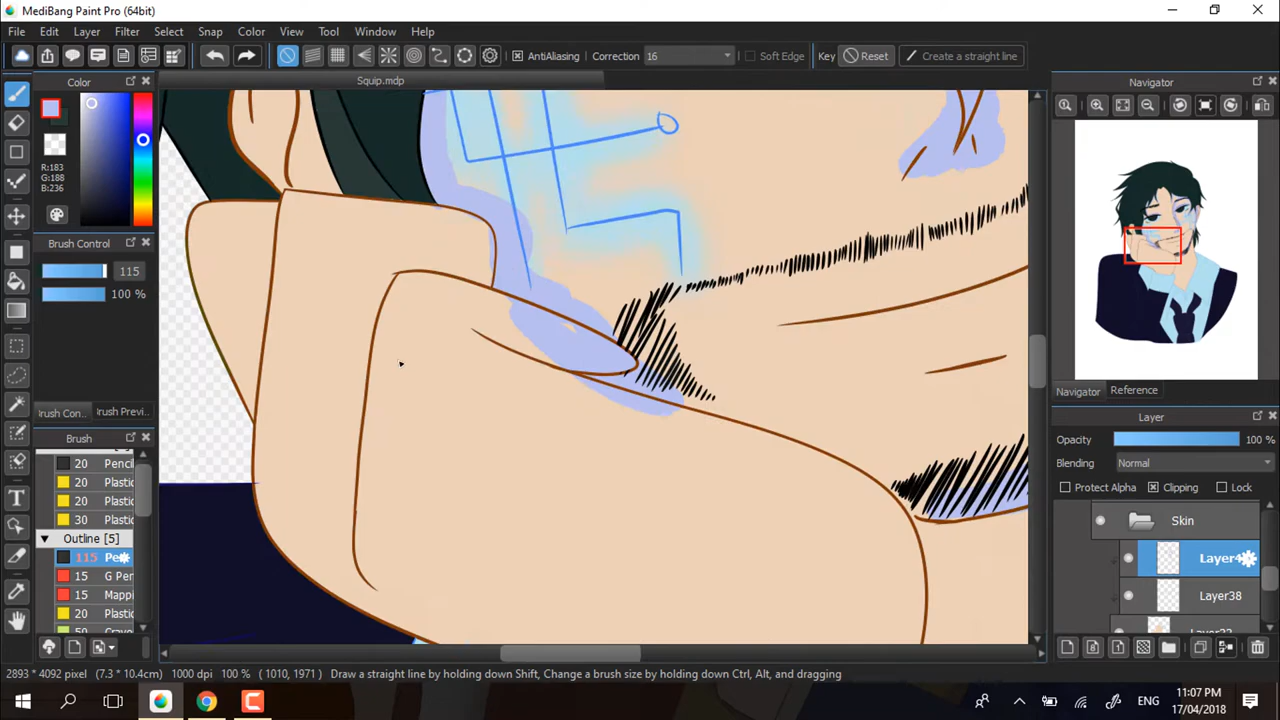 MediBang Paint Pro (64bit)
File Edit Layer Filter Select Snap Color View Tool Window Help
AntiAliasing Correction 16 Soft Edge Key Reset Create a straight line
Squip.mdp
Color
R:183
G:188
B:236
Brush Control
115
100 %
Brush
20 Pencil
20 Plastic
20 Plastic
30 Plastic
Outline [5]
115 Pe
15 G Pen
15 Mappi
20 Plastic
Navigator
Navigator Reference
Layer
Opacity 100 %
Blending Normal
Protect Alpha Clipping Lock
Skin
Layer4
Layer38
2893 * 4092 pixel (7.3 * 10.4cm) 1000 dpi 100 % ( 1010, 1971 ) Draw a straight line by holding down Shift, Change a brush size by holding down Ctrl, Alt, and dragging
ENG
11:07 PM
17/04/2018